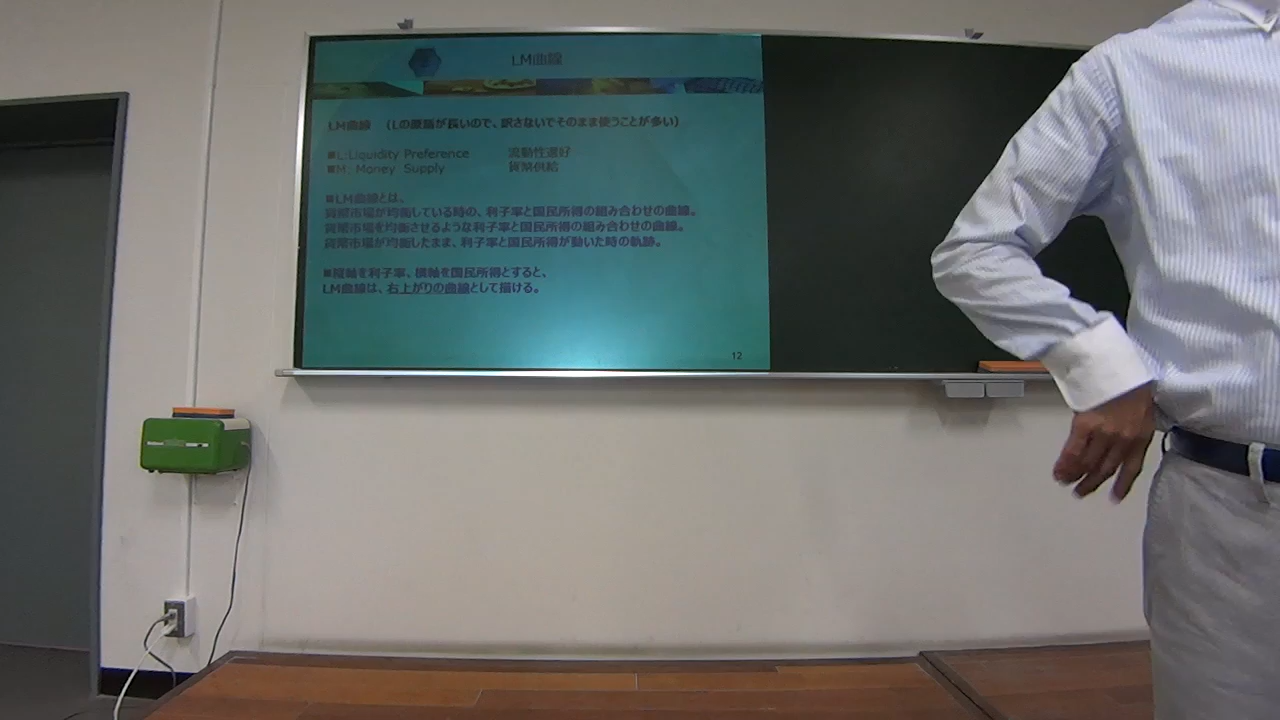 LM曲線
LM曲線 (Lの原語が長いので、訳さないでそのまま使うことが多い)
■L:Liquidity Preference 流動性選好
■M: Money Supply 貨幣供給
■LM曲線とは、
貨幣市場が均衡している時の、利子率と国民所得の組み合わせの曲線。
貨幣市場を均衡させるような利子率と国民所得の組み合わせの曲線。
貨幣市場が均衡したまま、利子率と国民所得が動いた時の軌跡。
■縦軸を利子率、横軸を国民所得とすると、
LM曲線は、右上がりの曲線として描ける。
12